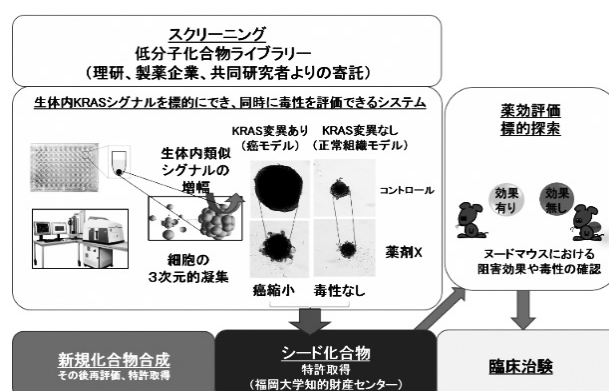 スクリーニング
低分子化合物ライブラリー
(理研、製薬企業、共同研究者よりの寄託)
生体内KRASシグナルを標的にでき、同時に毒性を評価できるシステム
KRAS変異あり
(癌モデル)
KRAS変異なし
(正常組織モデル)
生体内類似
シグナルの
増幅
コントロール
細胞の
3次元的凝集
薬剤X
癌縮小
毒性なし
薬効評価
標的探索
効果
有り
効果
無し
ヌードマウスにおける
阻害効果や毒性の確認
新規化合物合成
その後再評価、特許取得
シード化合物
特許取得
(福岡大学知的財産センター)
臨床治験